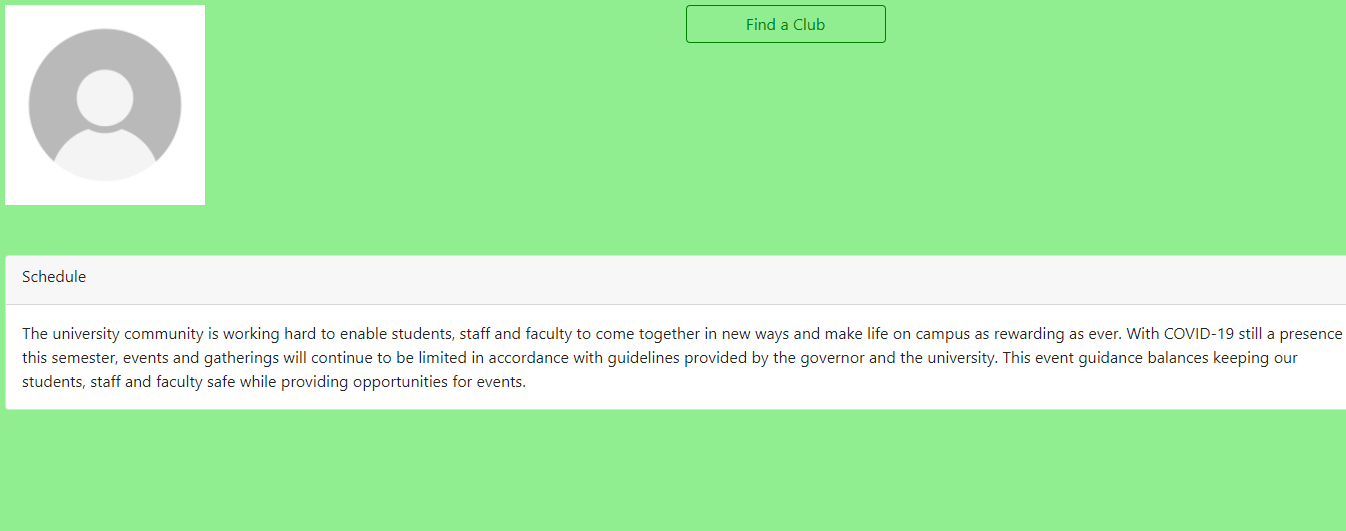 Find a Club
Schedule
The university community is working hard to enable students, staff and faculty to come together in new ways and make life on campus as rewarding as ever. With COVID-19 still a presence
this semester, events and gatherings will continue to be limited in accordance with guidelines provided by the governor and the university. This event guidance balances keeping our
students, staff and faculty safe while providing opportunities for events.